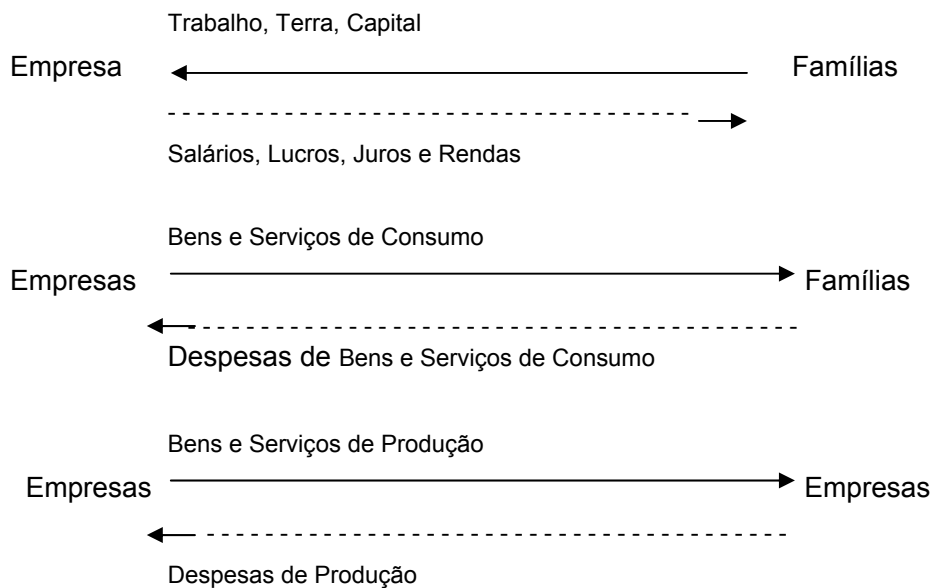 Trabalho, Terra, Capital
Empresa Famílias
Salários, Lucros, Juros e Rendas
Bens e Serviços de Consumo
Empresas Famílias
Despesas de Bens e Serviços de Consumo
Bens e Serviços de Produção
Empresas Empresas
Despesas de Produção